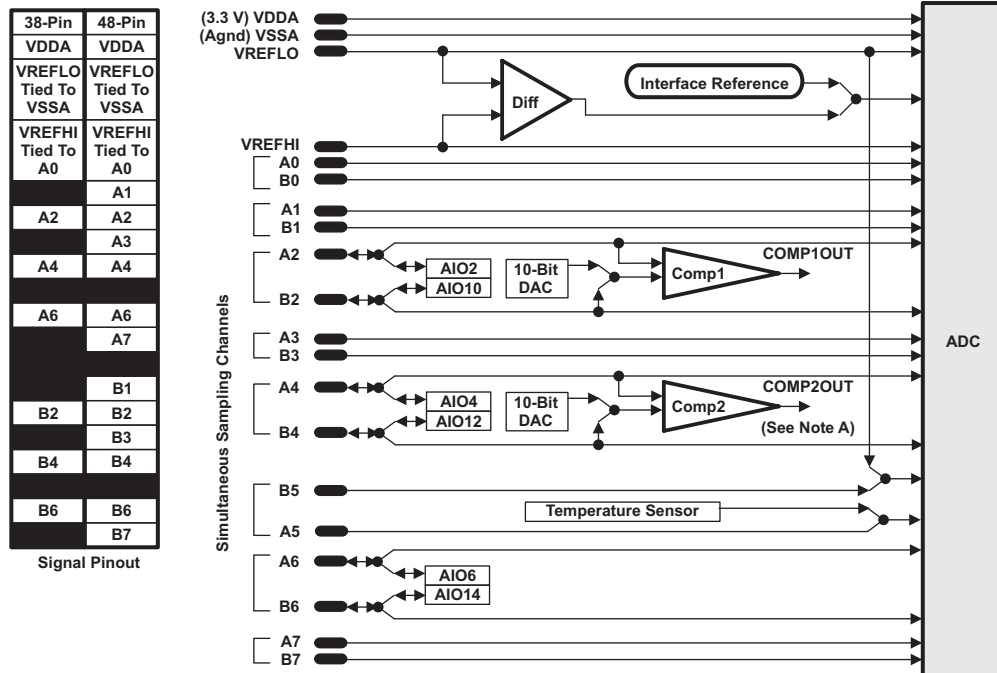 38-Pin 48-Pin
VDDA VDDA
VREFLO VREFLO
Tied To Tied To
VSSA VSSA
VREFHI VREFHI
Tied To Tied To
A0 A0
A1
A2 A2
A3
A4 A4
A6 A6
A7
B1
B2 B2
B3
B4 B4
B6 B6
B7
Signal Pinout
Simultaneous Sampling Channels
(3.3 V) VDDA
(Agnd) VSSA
VREFLO
Interface Reference
Diff
VREFHI
A0
B0
A1
B1
A2
AIO2
AIO10
10-Bit
DAC
Comp1
COMP1OUT
B2
A3
B3
ADC
A4
AIO4
AIO12
10-Bit
DAC
Comp2
COMP2OUT
(See Note A)
B4
B5
Temperature Sensor
A5
A6
AIO6
AIO14
B6
A7
B7